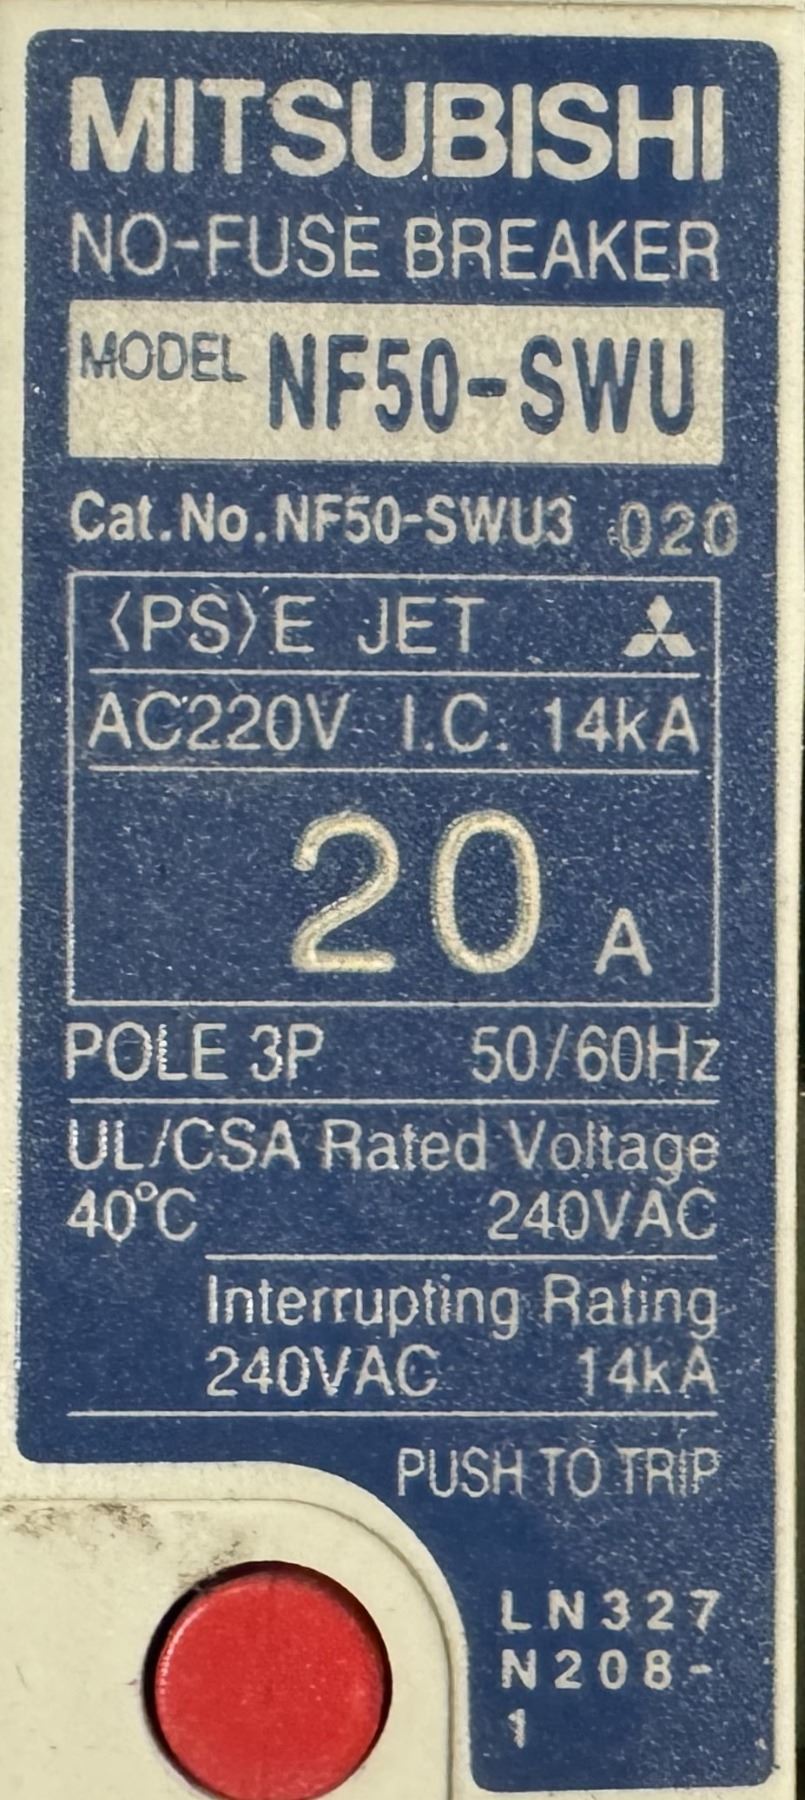 MITSUBISHI
NO-FUSE BREAKER
MODEL NF50-SWU
Cat.No.NF50-SWU3 020
<PS>E JET
AC220V I.C. 14kA
20 A
POLE 3P 50/60Hz
UL/CSA Rated Voltage
40°C 240VAC
Interrupting Rating
240VAC 14kA
PUSH TO TRIP
LN327
N208-
1